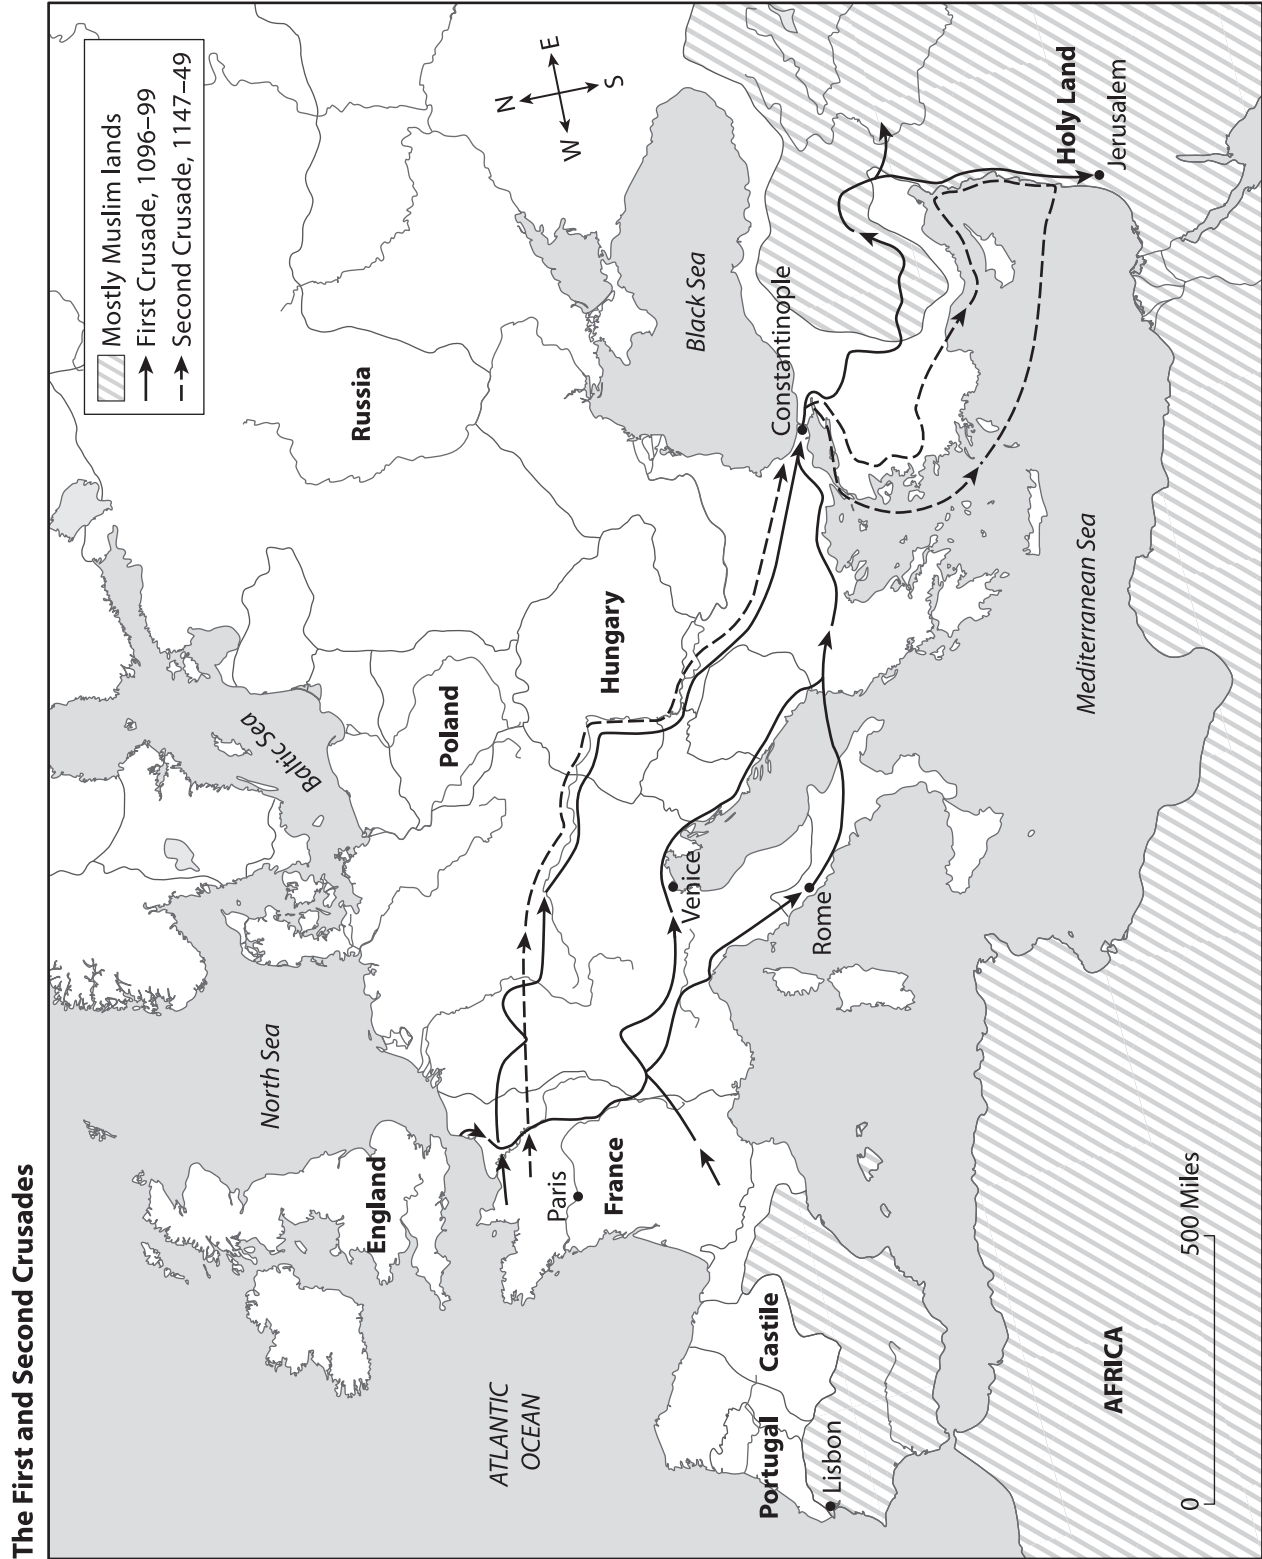 The First and Second Crusades
Mostly Muslim lands
First Crusade, 1096–99
Second Crusade, 1147–49
N
E
S
W
North Sea
Baltic Sea
Russia
England
Poland
ATLANTIC
OCEAN
Paris
France
Hungary
Black Sea
Venice
Constantinople
Rome
Portugal
Castile
Lisbon
Holy Land
Jerusalem
Mediterranean Sea
AFRICA
0
500 Miles